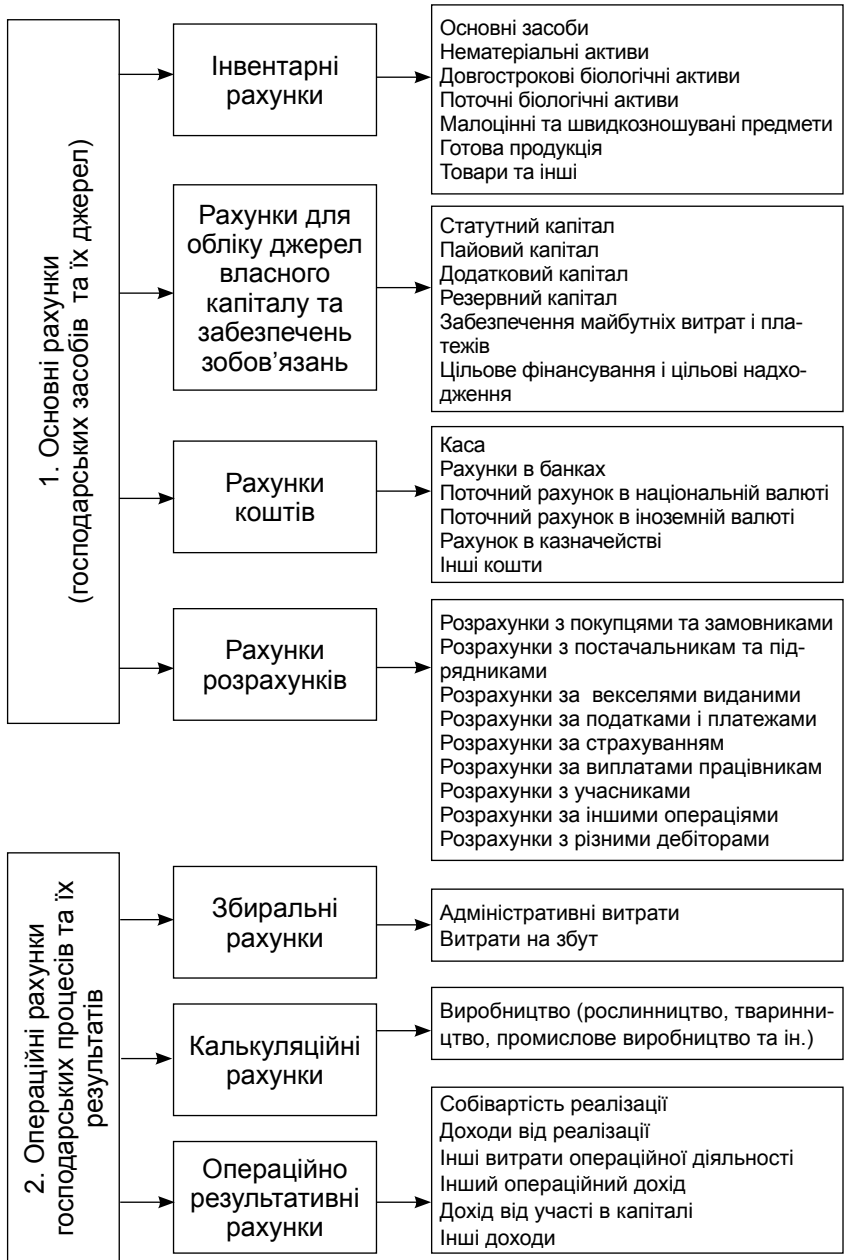 1. Основні рахунки
(господарських засобів та їх джерел)
Інвентарні
рахунки
Основні засоби
Нематеріальні активи
Довгострокові біологічні активи
Поточні біологічні активи
Малоцінні та швидкозношувані предмети
Готова продукція
Товари та інші
Рахунки для
обліку джерел
власного
капіталу та
забезпечень
зобов’язань
Статутний капітал
Пайовий капітал
Додатковий капітал
Резервний капітал
Забезпечення майбутніх витрат і пла-
тежів
Цільове фінансування і цільові надхо-
дження
Рахунки
коштів
Каса
Рахунки в банках
Поточний рахунок в національній валюті
Поточний рахунок в іноземній валюті
Рахунок в казначействі
Інші кошти
Рахунки
розрахунків
Розрахунки з покупцями та замовниками
Розрахунки з постачальникам та під-
рядниками
Розрахунки за векселями виданими
Розрахунки за податками і платежами
Розрахунки за страхуванням
Розрахунки за виплатами працівникам
Розрахунки з учасниками
Розрахунки за іншими операціями
Розрахунки з різними дебіторами
2. Операційні рахунки
господарських процесів та їх
результатів
Збиральні
рахунки
Адміністративні витрати
Витрати на збут
Калькуляційні
рахунки
Виробництво (рослинництво, тваринни-
цтво, промислове виробництво та ін.)
Операційно
результативні
рахунки
Собівартість реалізації
Доходи від реалізації
Інші витрати операційної діяльності
Інший операційний дохід
Дохід від участі в капіталі
Інші доходи